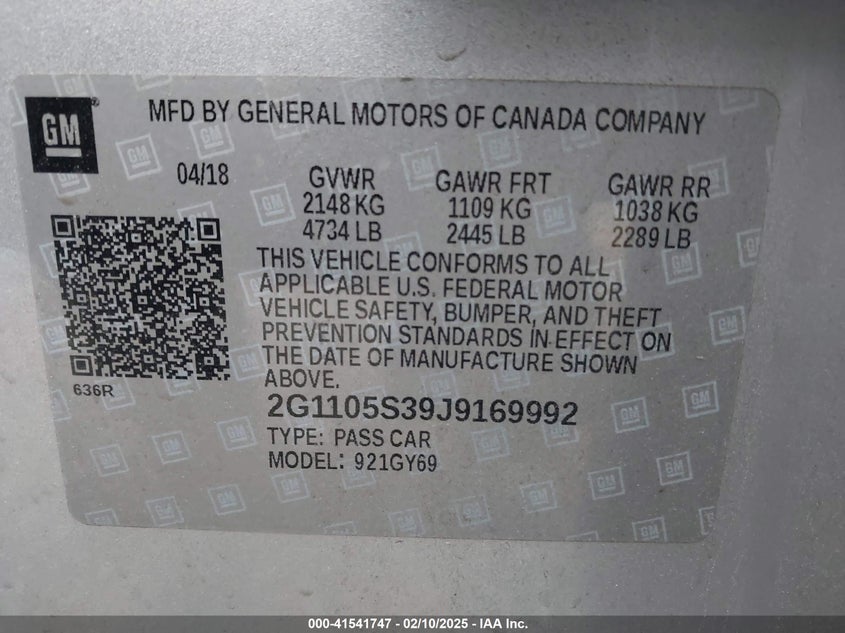 GM
MFD BY GENERAL MOTORS OF CANADA COMPANY
04/18 GVWR GAWR FRT GAWR RR
2148 KG 1109 KG 1038 KG
4734 LB 2445 LB 2289 LB
THIS VEHICLE CONFORMS TO ALL
APPLICABLE U.S. FEDERAL MOTOR
VEHICLE SAFETY, BUMPER, AND THEFT
PREVENTION STANDARDS IN EFFECT ON
THE DATE OF MANUFACTURE SHOWN
ABOVE.
636R
2G1105S39J9169992
TYPE: PASS CAR
MODEL: 921GY69
000-41541747 - 02/10/2025 - IAA Inc.